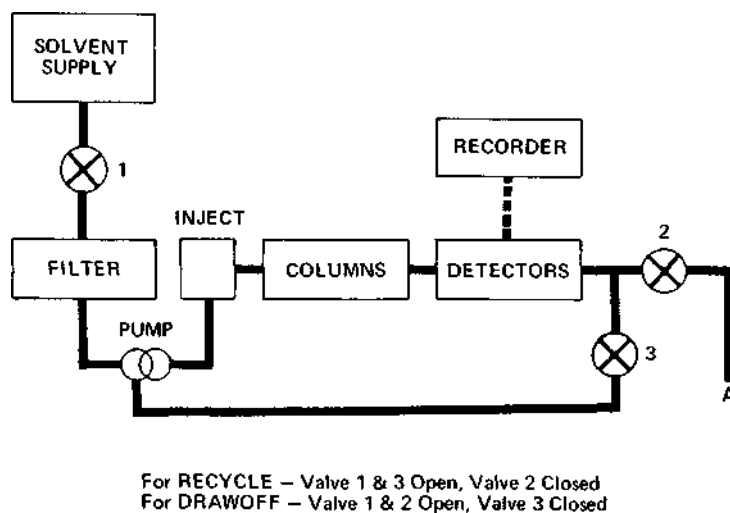 SOLVENT
SUPPLY
1
RECORDER
INJECT
2
FILTER
COLUMNS
DETECTORS
PUMP
3
A
For RECYCLE – Valve 1 & 3 Open, Valve 2 Closed
For DRAWOFF – Valve 1 & 2 Open, Valve 3 Closed